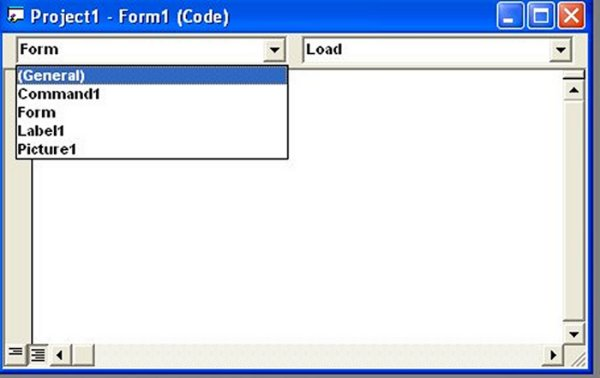 Project1 - Form1 (Code)
Form Load
(General)
Command1
Form
Label1
Picture1